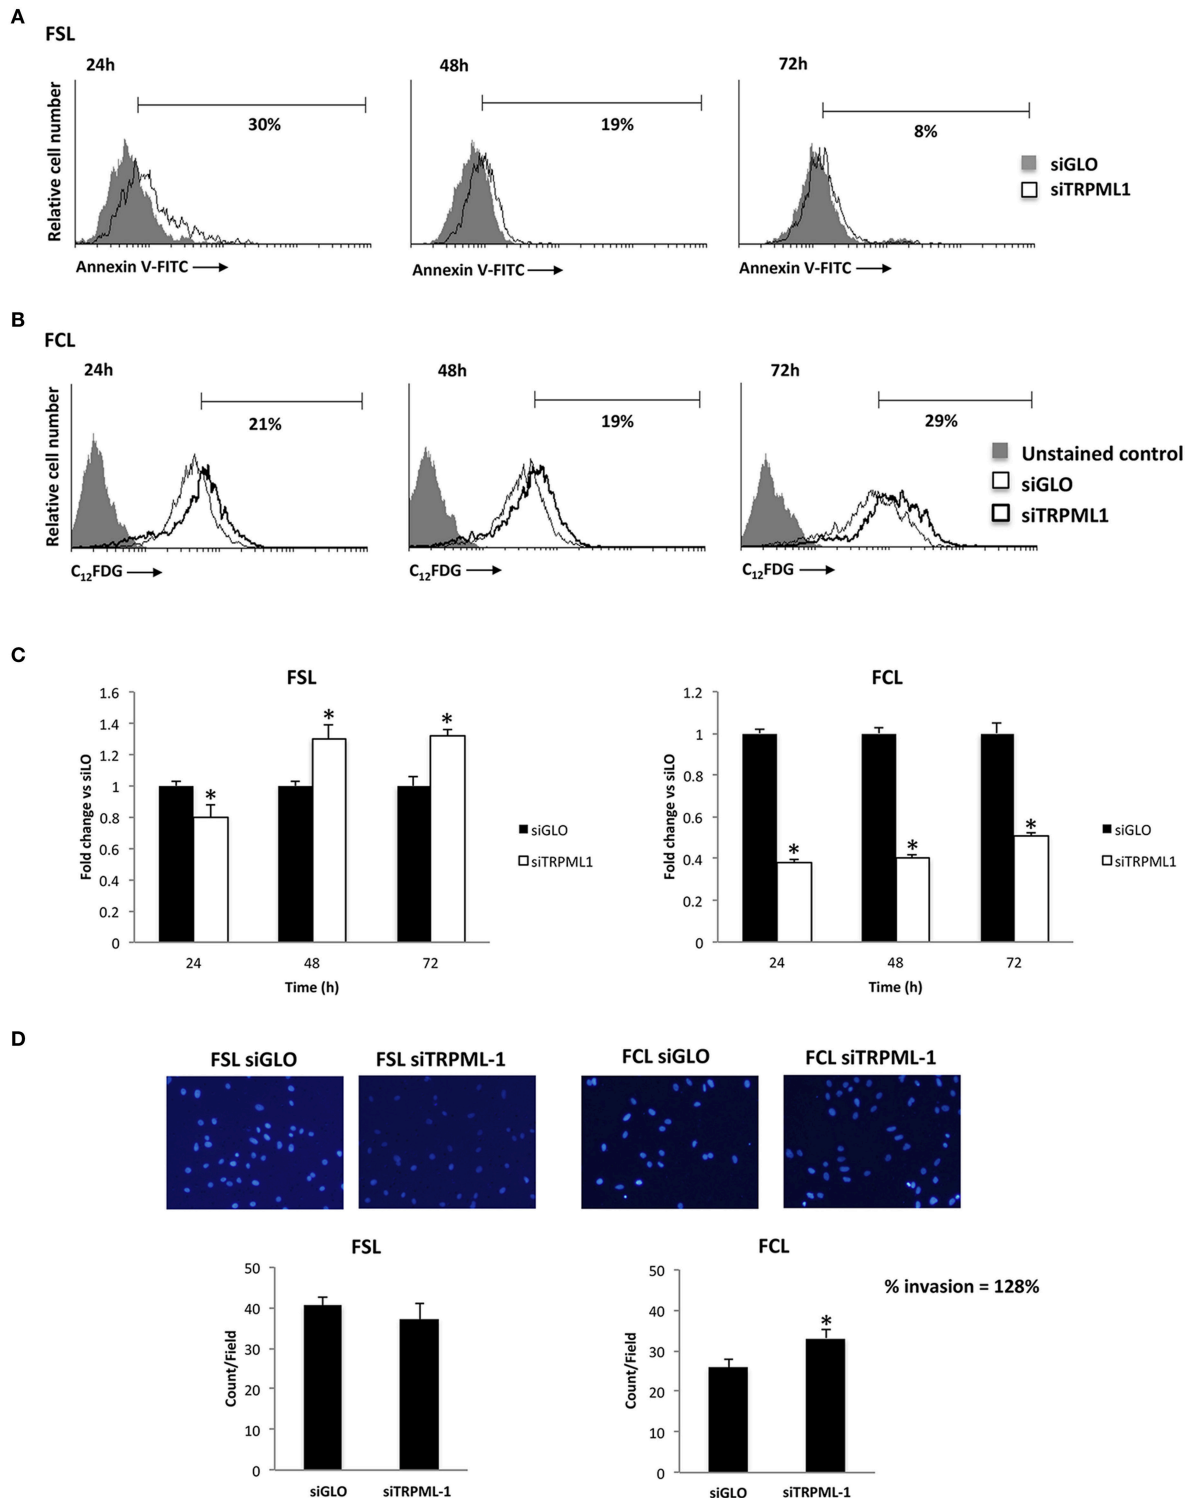 A
FSL
24h
48h
72h
30%
19%
8%
Relative cell number
siGLO
siTRPML1
Annexin V-FITC
Annexin V-FITC
Annexin V-FITC
B
FCL
24h
48h
72h
21%
19%
29%
Relative cell number
Unstained control
siGLO
siTRPML1
C12FDG
C12FDG
C12FDG
C
FSL
1.6
1.4
1.2
1
0.8
0.6
0.4
0.2
0
Fold change vs siLO
*
*
*
24
48
72
Time (h)
siGLO
siTRPML1
FCL
1.2
1
0.8
0.6
0.4
0.2
0
Fold change vs siLO
*
*
*
24
48
72
Time (h)
siGLO
siTRPML1
D
FSL siGLO
FSL siTRPML-1
FCL siGLO
FCL siTRPML-1
FSL
50
40
30
20
10
0
Count/Field
siGLO
siTRPML-1
FCL
50
40
30
20
10
0
Count/Field
*
% invasion = 128%
siGLO
siTRPML-1